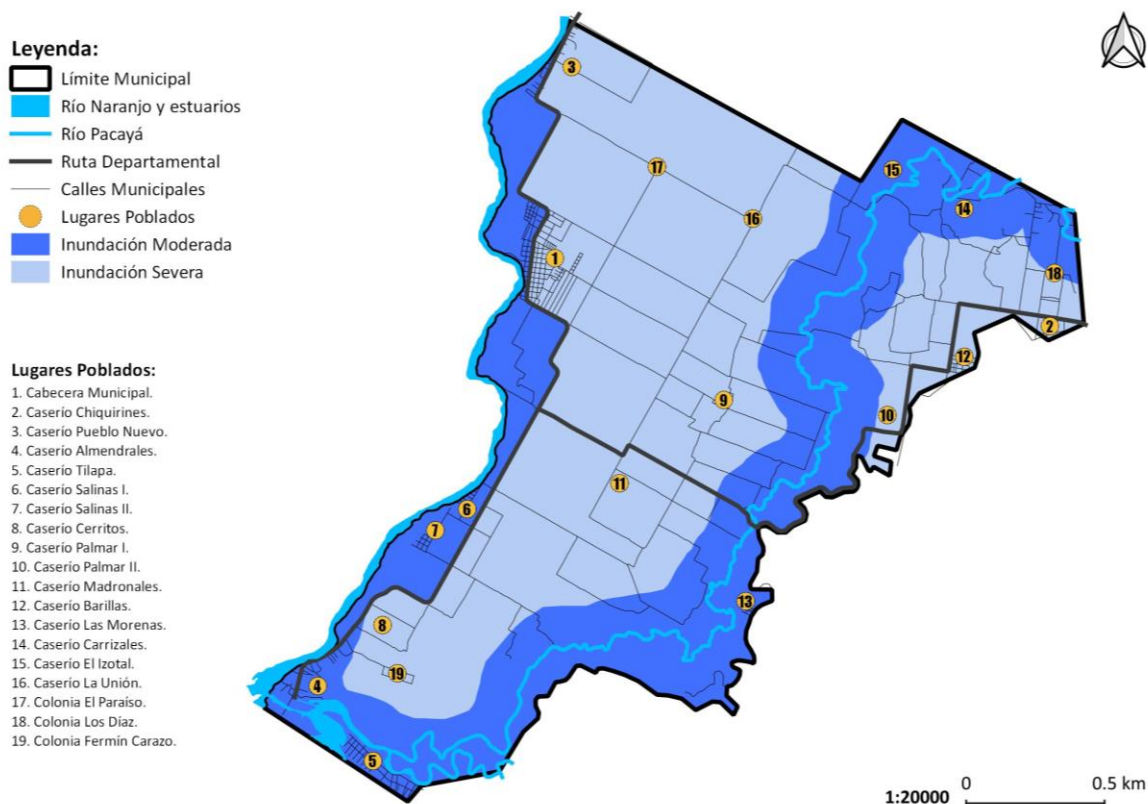 Leyenda:
Límite Municipal
Río Naranjo y estuarios
Río Pacayá
Ruta Departamental
Calles Municipales
Lugares Poblados
Inundación Moderada
Inundación Severa
Lugares Poblados:
1. Cabecera Municipal.
2. Caserío Chiquirines.
3. Caserío Pueblo Nuevo.
4. Caserío Almendrales.
5. Caserío Tilapa.
6. Caserío Salinas I.
7. Caserío Salinas II.
8. Caserío Cerritos.
9. Caserío Palmar I.
10. Caserío Palmar II.
11. Caserío Madronales.
12. Caserío Barillas.
13. Caserío Las Morenas.
14. Caserío Carrizales.
15. Caserío El Izotal.
16. Caserío La Unión.
17. Colonia El Paraíso.
18. Colonia Los Díaz.
19. Colonia Fermín Carazo.
3
17
15
16
14
1
18
2
12
9
10
11
6
7
13
8
19
4
5
0 0.5 km
1:20000